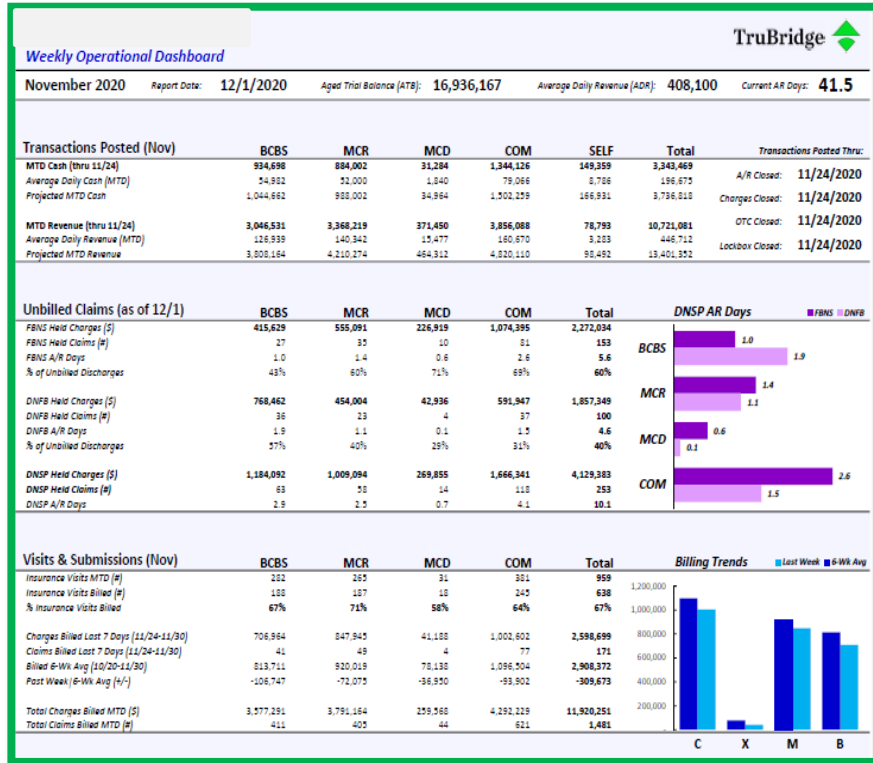 TruBridge
Weekly Operational Dashboard
November 2020 Report Date: 12/1/2020 Aged Trial Balance (ATB): 16,936,167 Average Daily Revenue (ADR): 408,100 Current AR Days: 41.5
Transactions Posted (Nov) BCBS MCR MCD COM SELF Total Transactions Posted Thru:
MTD Cash (thru 11/24) 934,698 884,002 31,284 1,344,126 149,359 3,343,469
A/R Closed: 11/24/2020
Average Daily Cash (MTD) 54,982 52,000 1,840 79,066 8,786 196,675
Projected MTD Cash 1,044,662 988,002 34,964 1,502,259 166,931 3,736,818
Charges Closed: 11/24/2020
MTD Revenue (thru 11/24) 3,046,531 3,368,219 371,450 3,856,088 78,793 10,721,081
OTC Closed: 11/24/2020
Average Daily Revenue (MTD) 126,939 140,342 15,477 160,670 3,283 446,712
Lockbox Closed: 11/24/2020
Projected MTD Revenue 3,808,164 4,210,274 464,312 4,820,110 98,492 13,401,352
Unbilled Claims (as of 12/1) BCBS MCR MCD COM Total DNSP AR Days FBNS DNFB
FBNS Held Charges ($) 415,629 555,091 226,919 1,074,395 2,272,034
FBNS Held Claims (#) 27 35 10 81 153
FBNS A/R Days 1.0 1.4 0.6 2.6 5.6
% of Unbilled Discharges 43% 60% 71% 69% 60%
DNFB Held Charges ($) 768,462 454,004 42,936 591,947 1,857,349
DNFB Held Claims (#) 36 23 4 37 100
DNFB A/R Days 1.9 1.1 0.1 1.5 4.6
% of Unbilled Discharges 57% 40% 29% 31% 40%
DNSP Held Charges ($) 1,184,092 1,009,094 269,855 1,666,341 4,129,383
DNSP Held Claims (#) 63 58 14 118 253
DNSP A/R Days 2.9 2.5 0.7 4.1 10.1
BCBS 1.0
1.9
MCR 1.4
1.1
MCD 0.6
0.1
COM 2.6
1.5
Visits & Submissions (Nov) BCBS MCR MCD COM Total Billing Trends Last Week 6-Wk Avg
Insurance Visits MTD (#) 282 265 31 381 959
Insurance Visits Billed (#) 188 187 18 245 638
% Insurance Visits Billed 67% 71% 58% 64% 67%
Charges Billed Last 7 Days (11/24-11/30) 706,964 847,945 41,188 1,002,602 2,598,699
Claims Billed Last 7 Days (11/24-11/30) 41 49 4 77 171
Billed 6-Wk Avg (10/20-11/30) 813,711 920,019 78,138 1,096,504 2,908,372
Past Week/6-Wk Avg (+/-) -106,747 -72,075 -36,950 -93,902 -309,673
Total Charges Billed MTD ($) 3,577,291 3,791,164 259,568 4,292,229 11,920,251
Total Claims Billed MTD (#) 411 405 44 621 1,481
1,200,000
1,000,000
800,000
600,000
400,000
200,000
-
C X M B